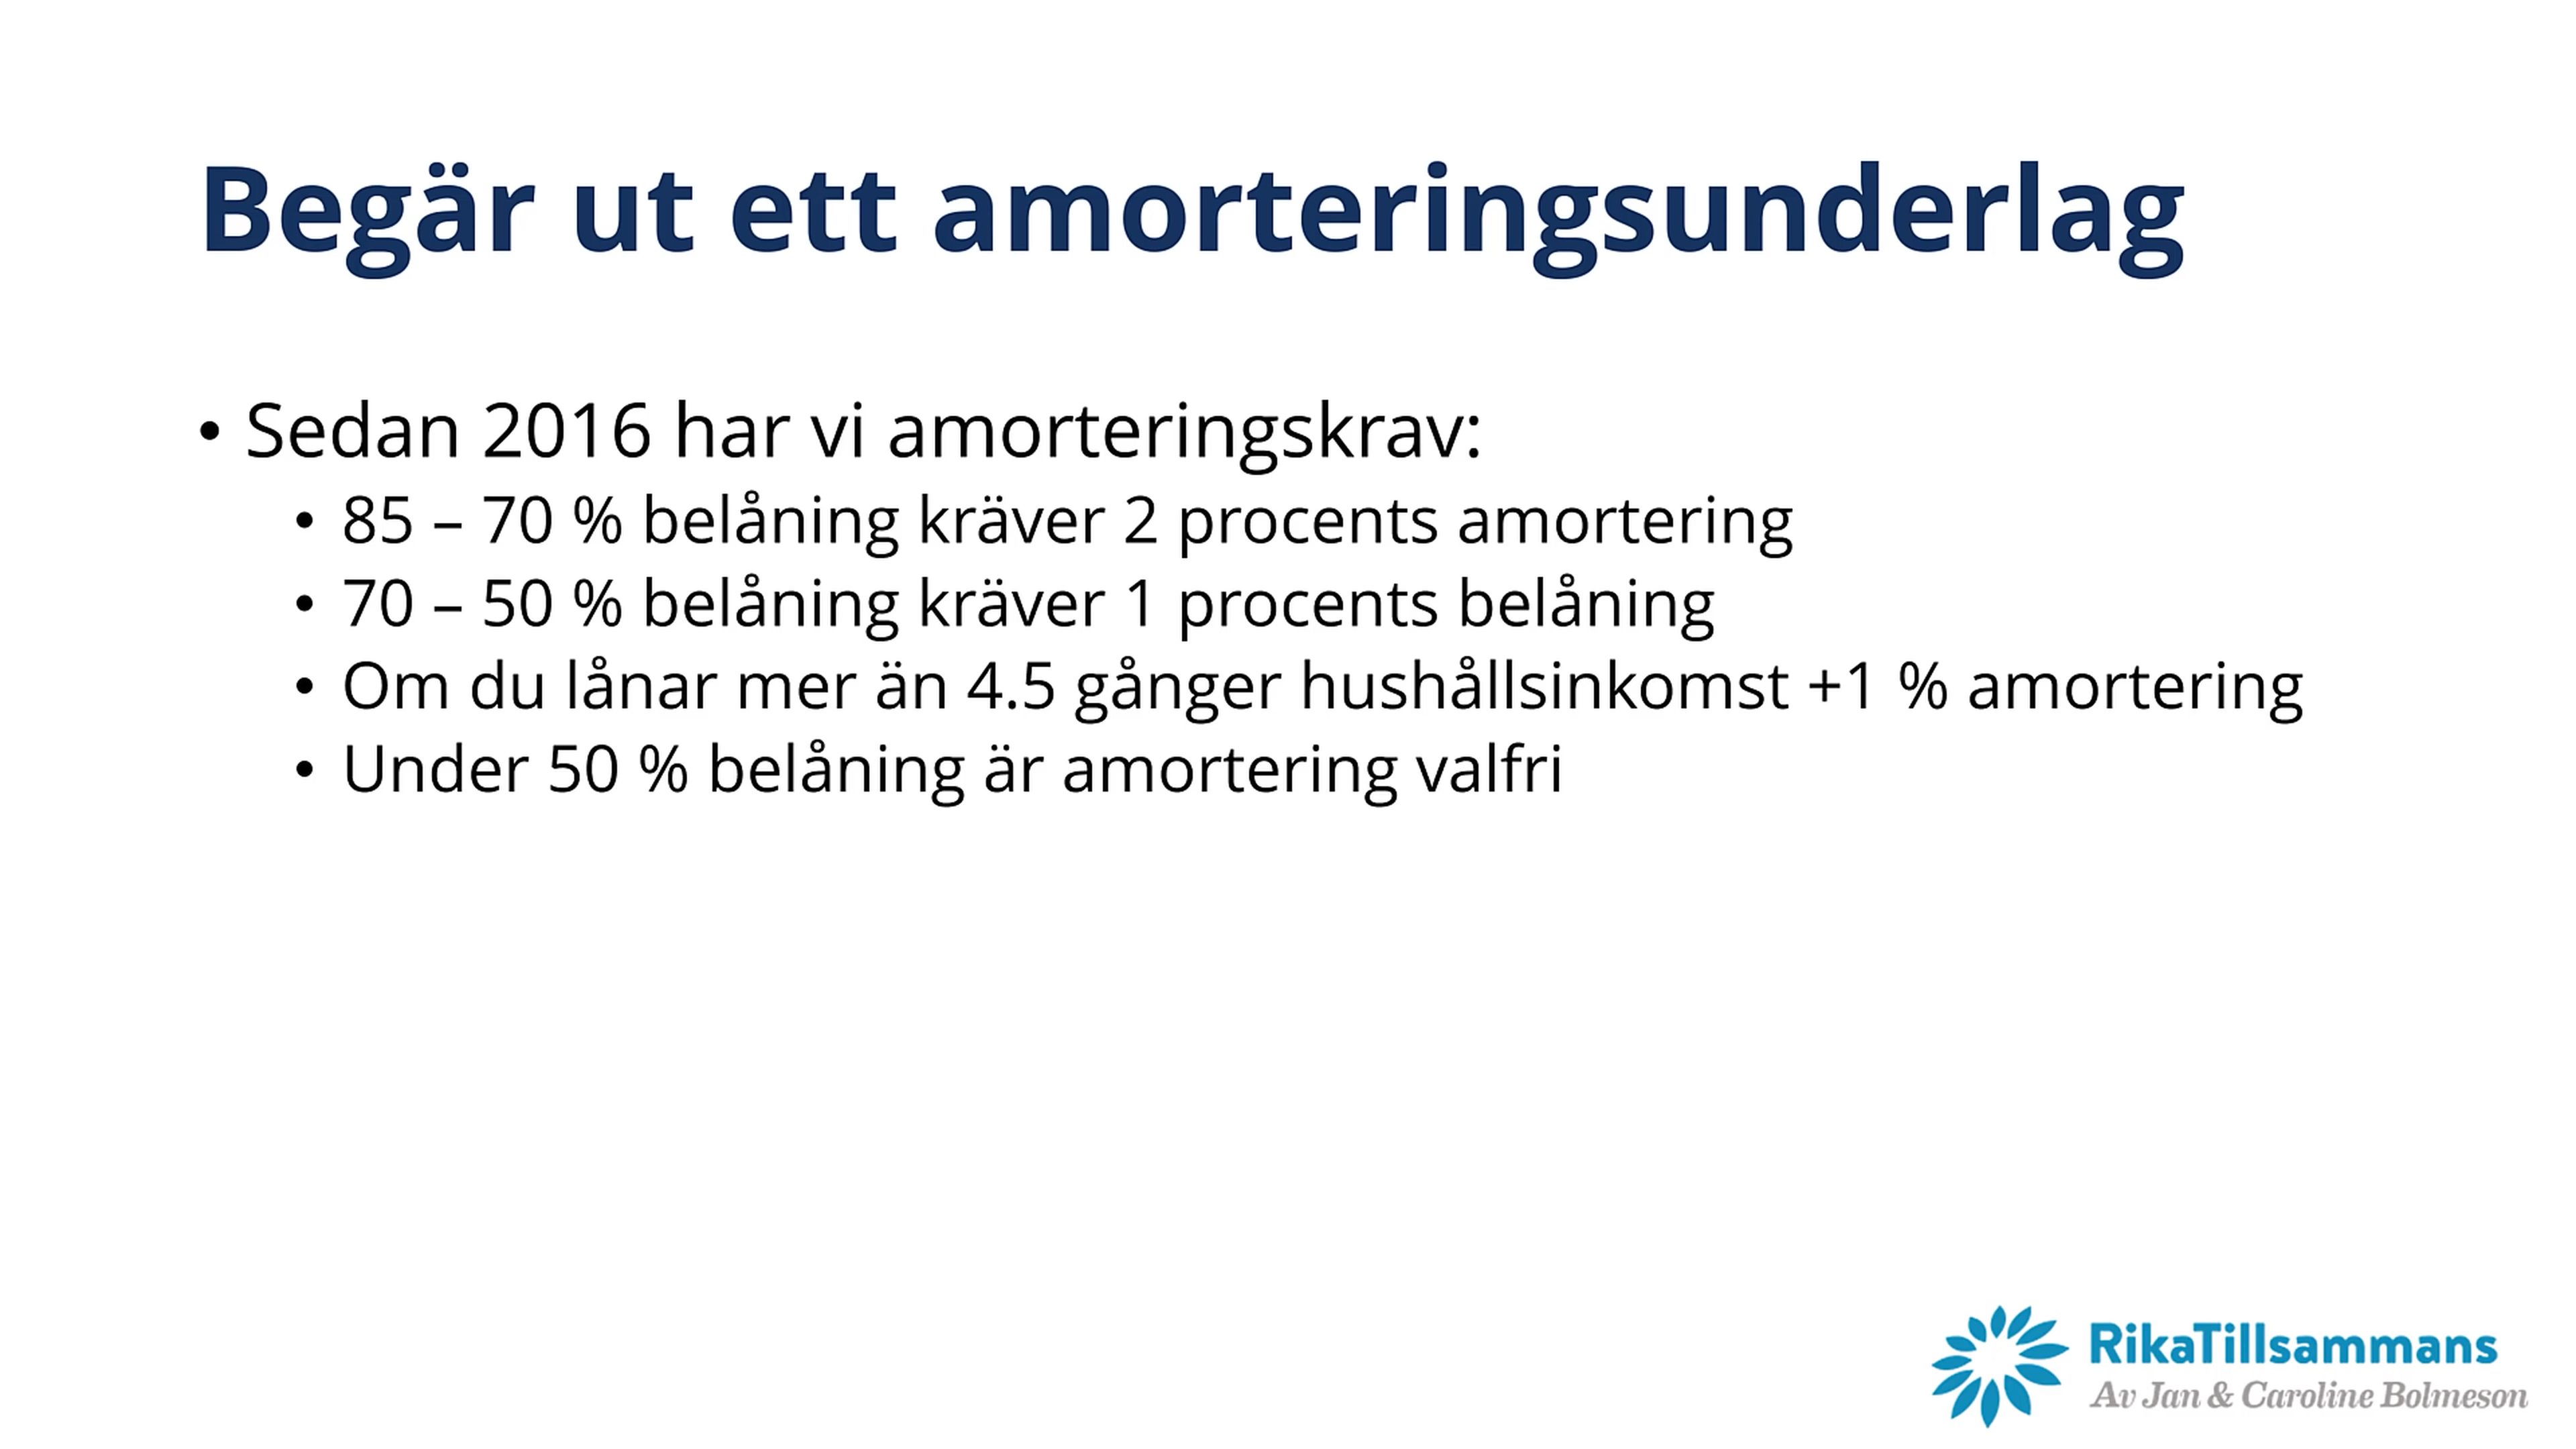 Begär ut ett amorteringsunderlag
• Sedan 2016 har vi amorteringskrav:
• 85 – 70 % belåning kräver 2 procents amortering
• 70 – 50 % belåning kräver 1 procents belåning
• Om du lånar mer än 4.5 gånger hushållsinkomst +1 % amortering
• Under 50 % belåning är amortering valfri
RikaTillsammans
Av Jan & Caroline Bolmeson